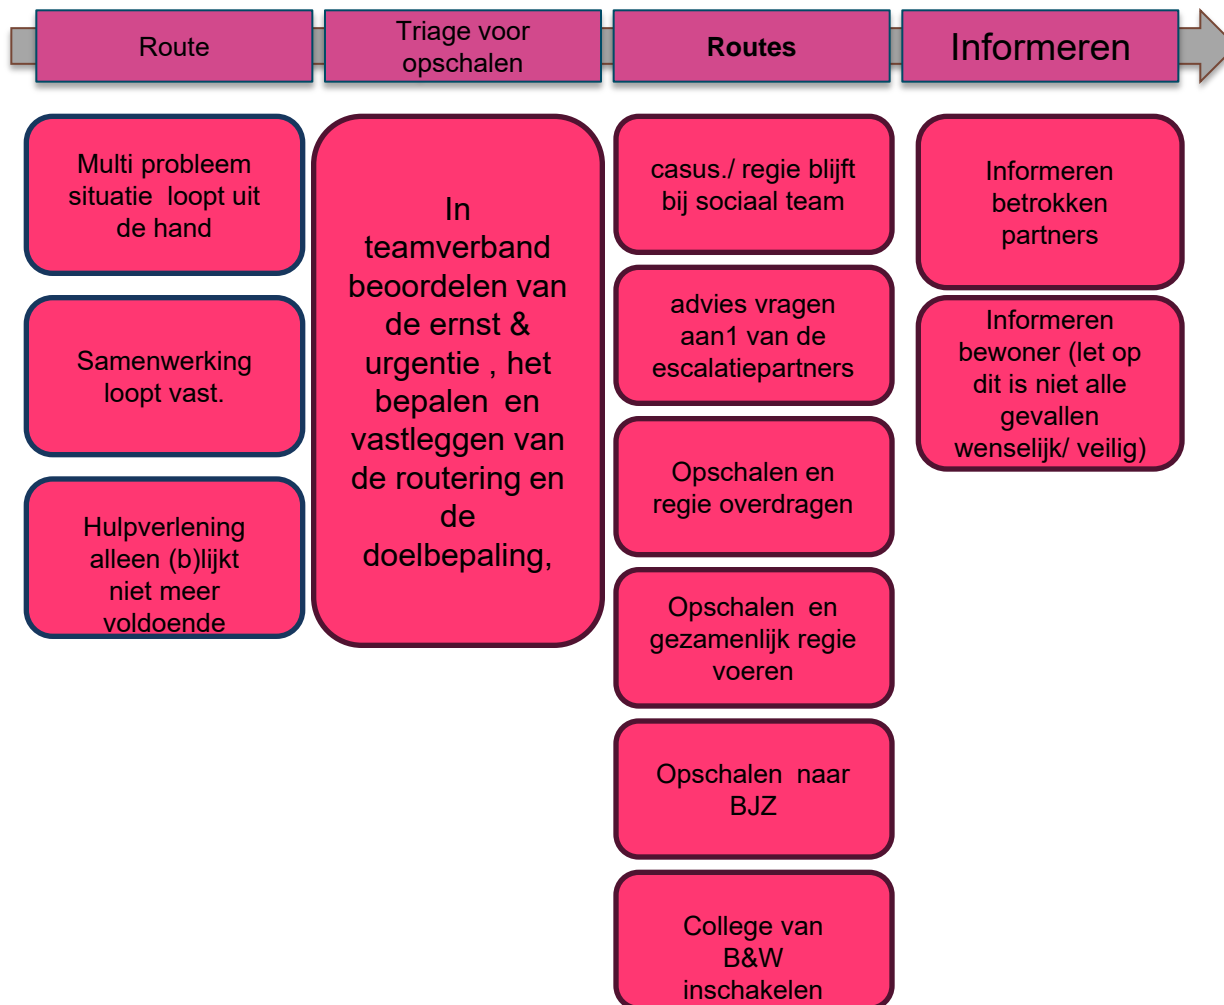 Route
Triage voor
opschalen
Routes
Informeren
Multi probleem
situatie loopt uit
de hand
Samenwerking
loopt vast.
Hulpverlening
alleen (b)lijkt
niet meer
voldoende
In
teamverband
beoordelen van
de ernst &
urgentie , het
bepalen en
vastleggen van
de routering en
de
doelbepaling,
casus./ regie blijft
bij sociaal team
advies vragen
aan1 van de
escalatiepartners
Opschalen en
regie overdragen
Opschalen en
gezamenlijk regie
voeren
Opschalen naar
BJZ
College van
B&W
inschakelen
Informeren
betrokken
partners
Informeren
bewoner (let op
dit is niet alle
gevallen
wenselijk/ veilig)